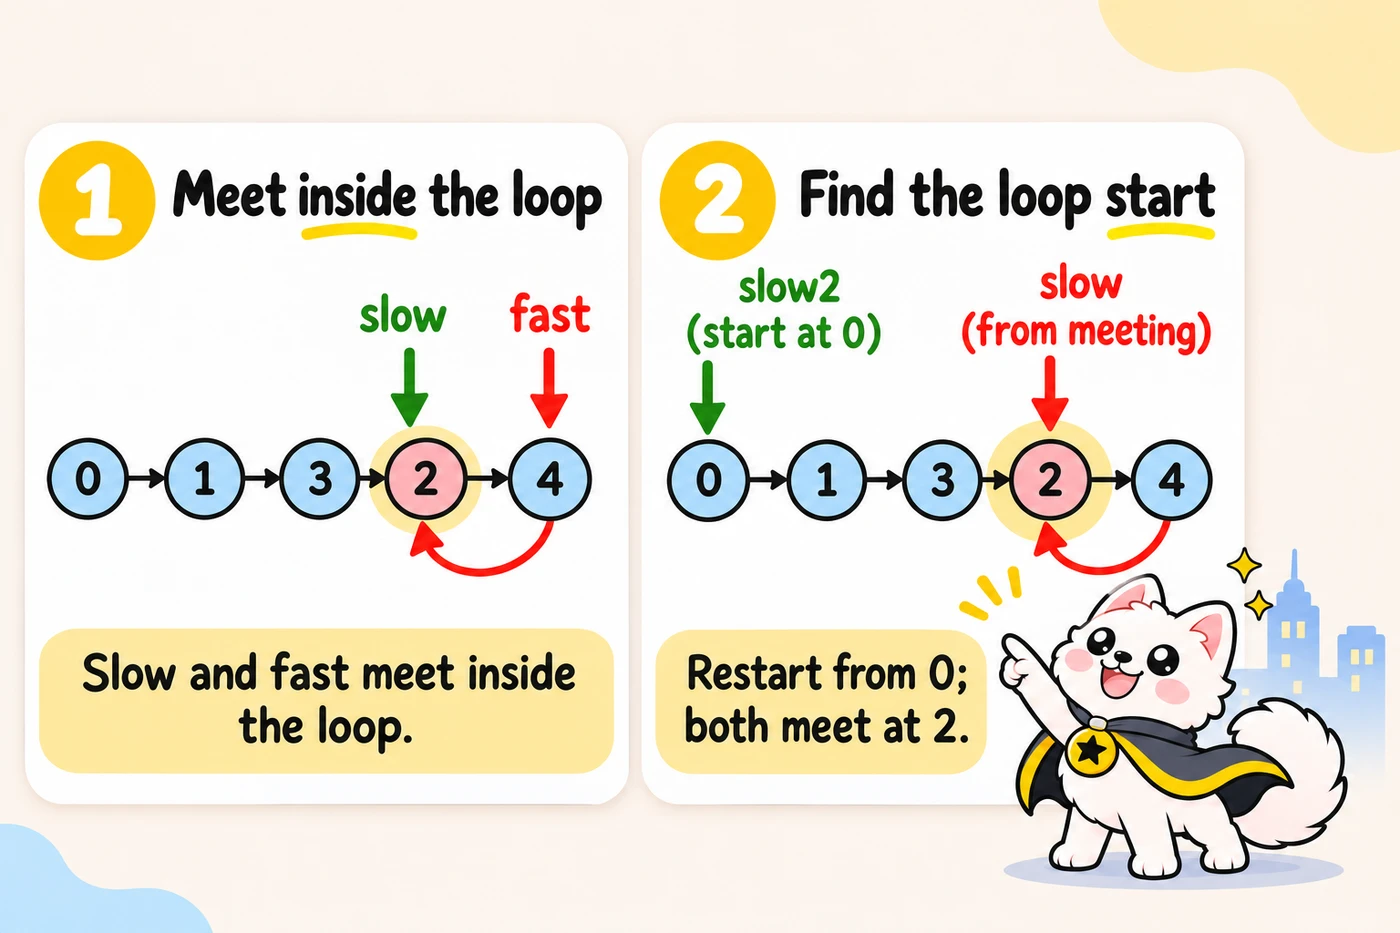 1
Meet inside the loop
slow
fast
0 1 3 2 4
Slow and fast meet inside
the loop.
2
Find the loop start
slow2
(start at 0)
slow
(from meeting)
0 1 3 2 4
Restart from 0;
both meet at 2.